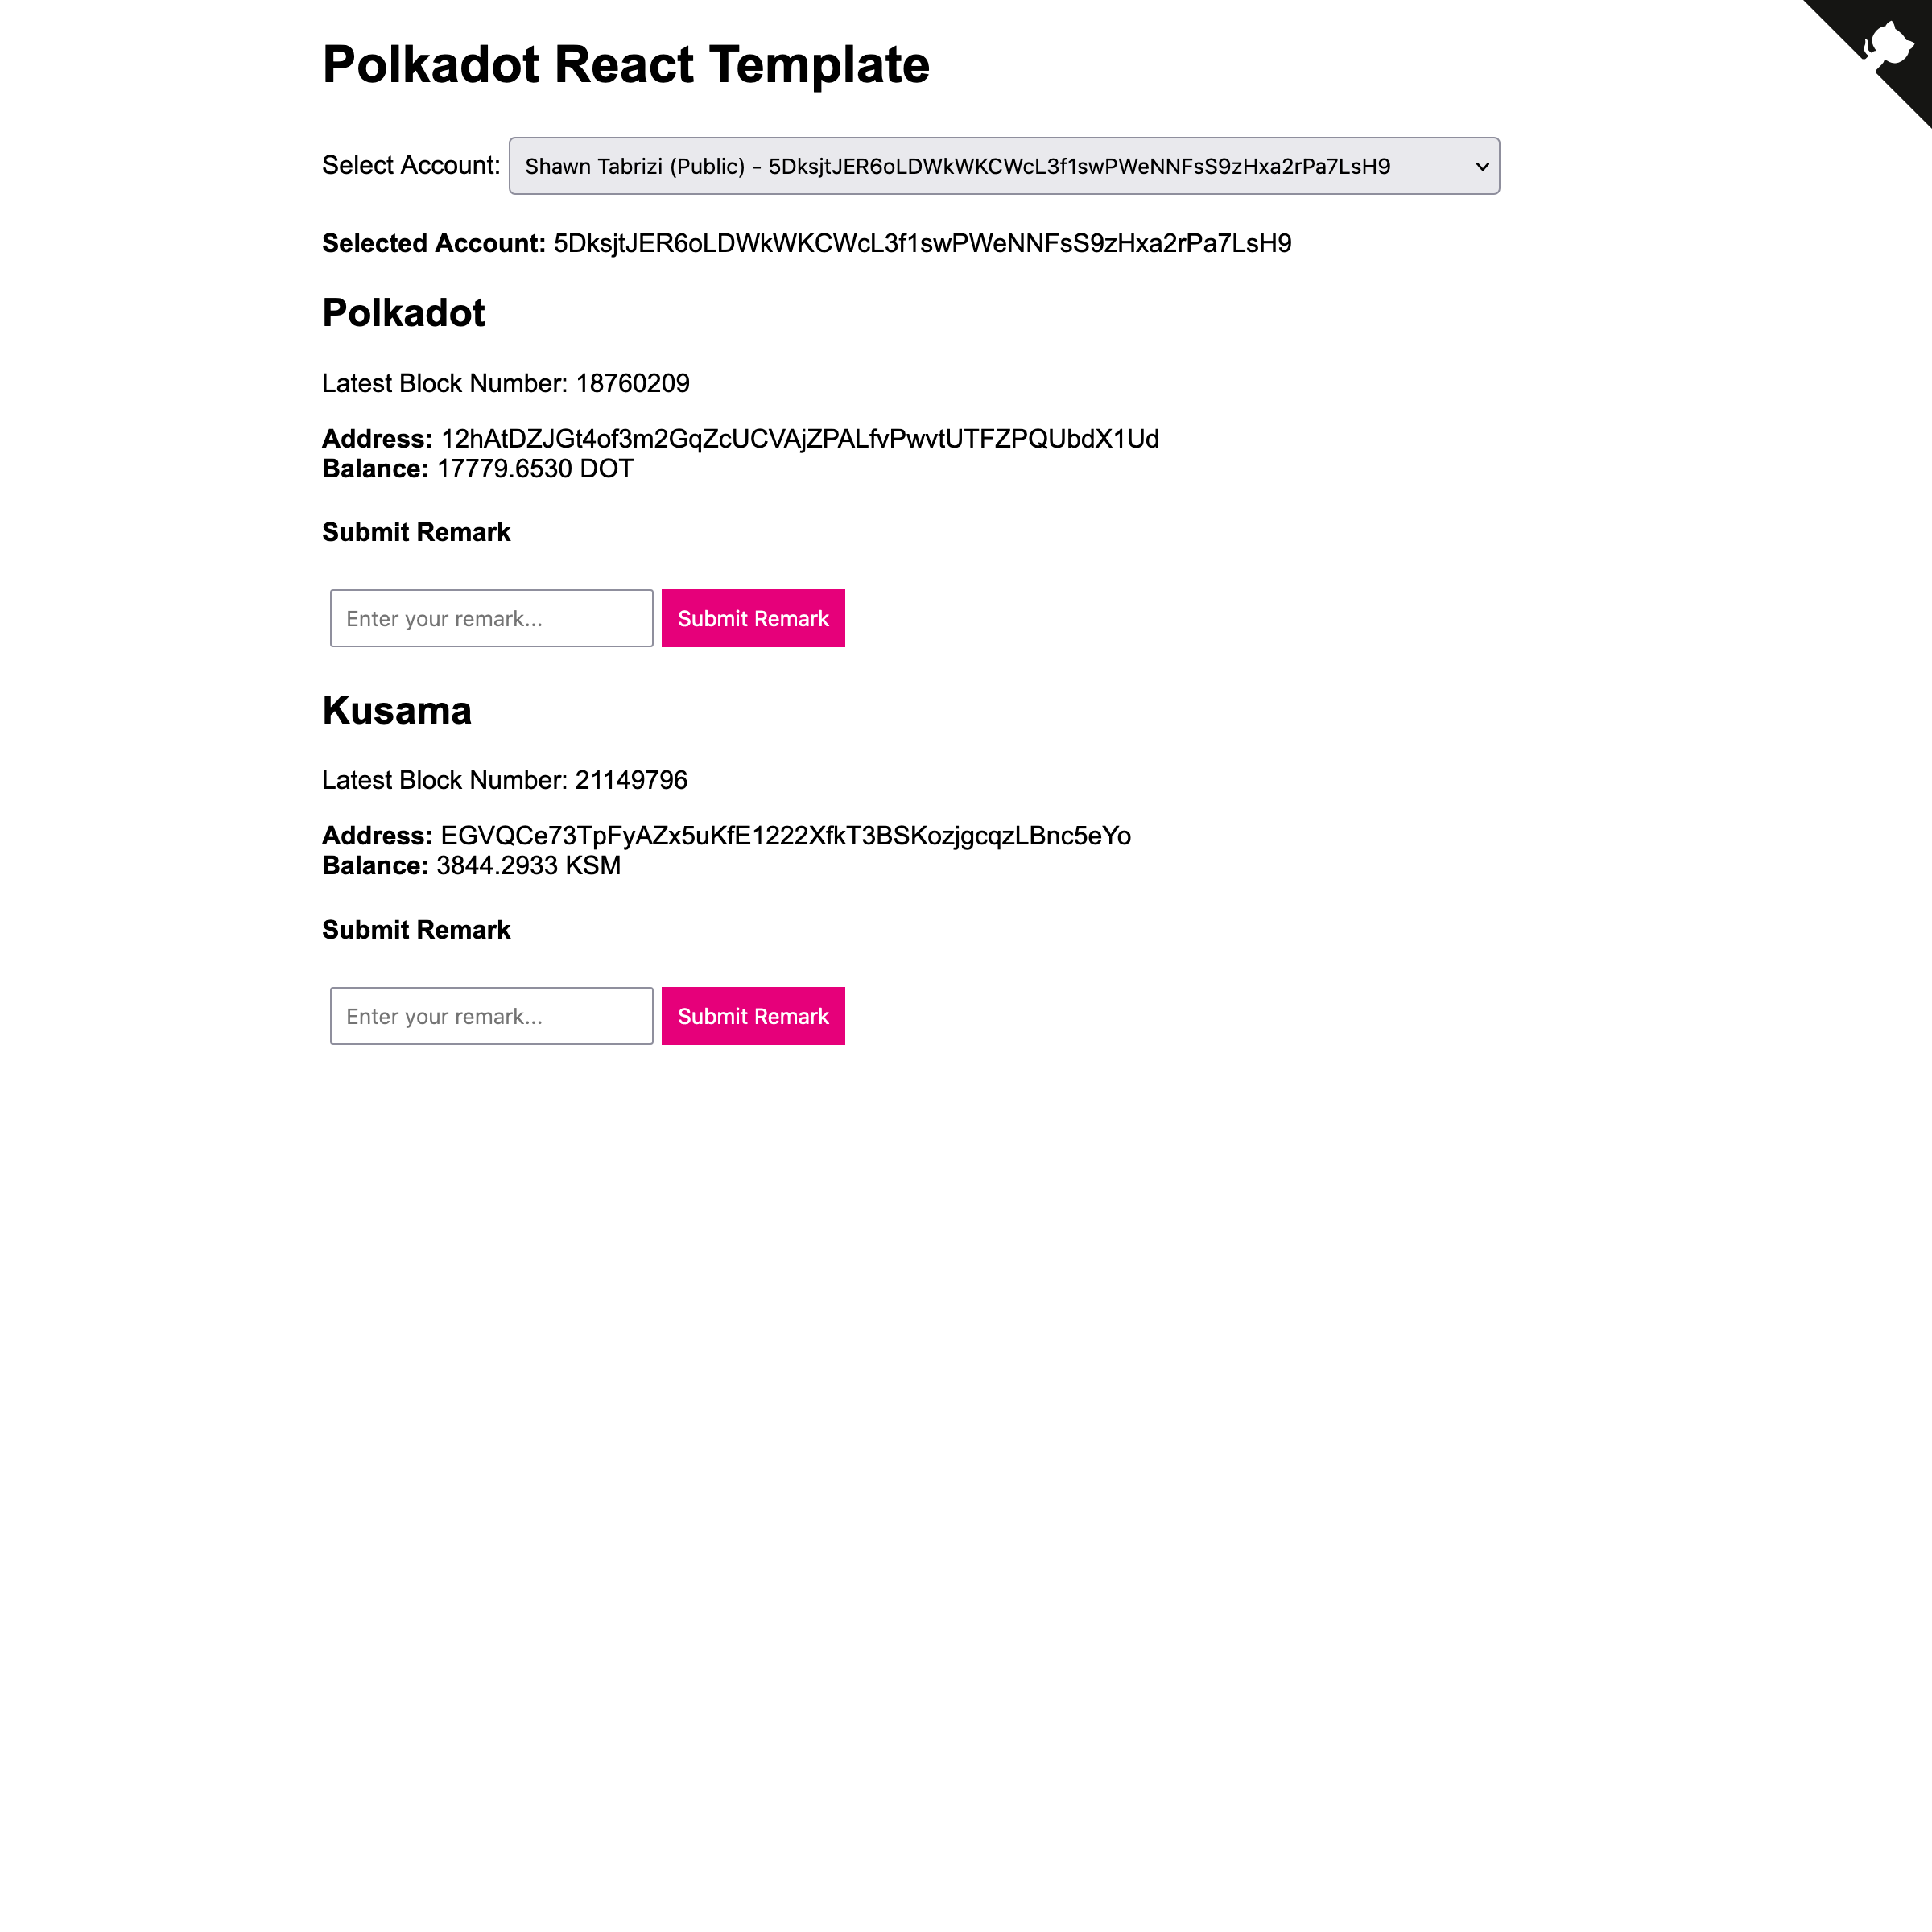 Polkadot React Template
Select Account: Shawn Tabrizi (Public) - 5DksjtJER6oLDWkWKCWcL3f1swPWeNNFsS9zHxa2rPa7LsH9
Selected Account: 5DksjtJER6oLDWkWKCWcL3f1swPWeNNFsS9zHxa2rPa7LsH9
Polkadot
Latest Block Number: 18760209
Address: 12hAtDZJGt4of3m2GqZcUCVAjZPALfvPwvtUTFZPQUbdX1Ud
Balance: 17779.6530 DOT
Submit Remark
Enter your remark... Submit Remark
Kusama
Latest Block Number: 21149796
Address: EGVQCe73TpFyAZx5uKfE1222XfkT3BSKozjgcqzLBnc5eYo
Balance: 3844.2933 KSM
Submit Remark
Enter your remark... Submit Remark